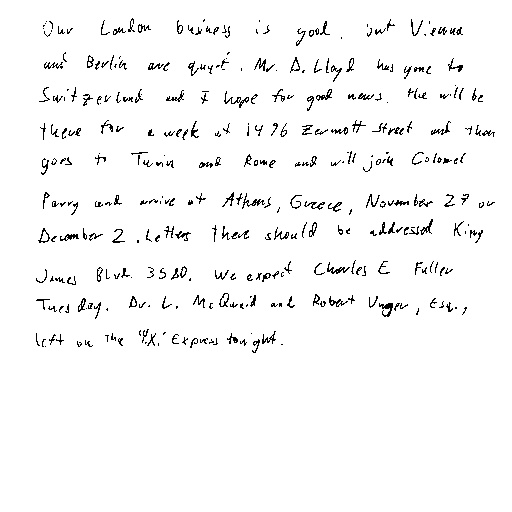 Our London business is good, but Vienna
and Berlin are quyet. Mr. D. Lloyd has gone to
Switzerland and I hope for good news. He will be
there for a week at 1496 Zermott Street and then
goes to Turin and Rome and will join Colonel
Parry and arrive at Athens, Greece, November 27 or
December 2. Letters there should be addressed King
James Blvd. 3580. We expect Charles E. Fuller
Tuesday. Dr. L. McQuaid and Robert Unger, Esq.,
left on the "Y.X." Express tonight.